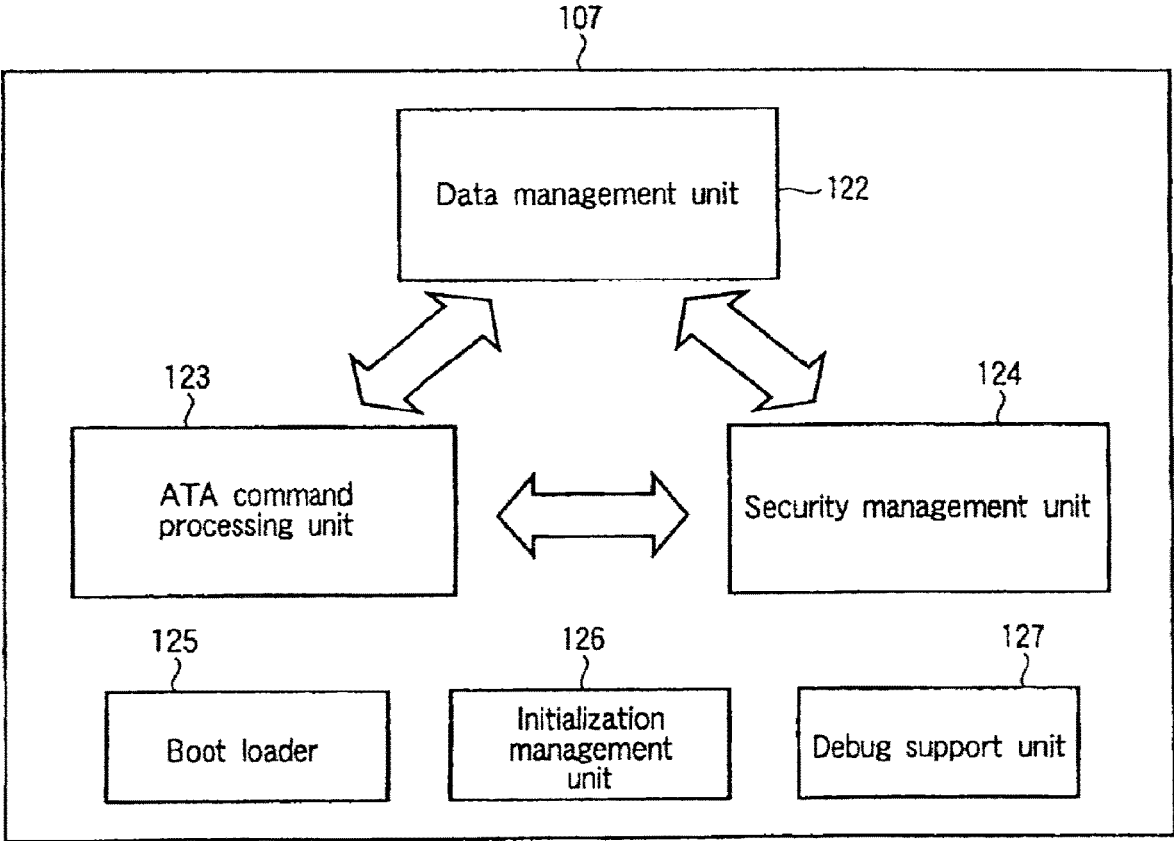 107
Data management unit
122
123
124
ATA command
processing unit
Security management unit
125
126
127
Boot loader
Initialization
management
unit
Debug support unit